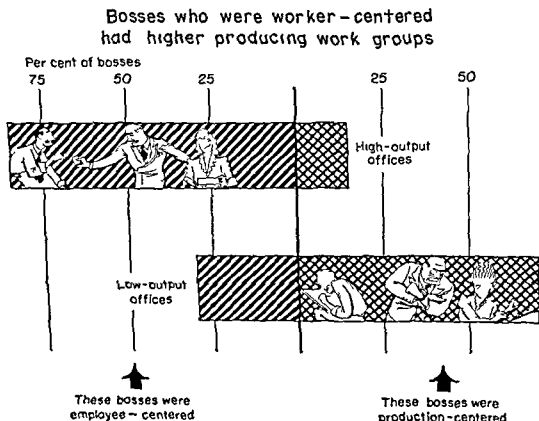 Bosses who were worker-centered
had higher producing work groups
Per cent of bosses
75 50 25 25 50
High-output
offices
Low-output
offices
These bosses were
employee-centered
These bosses were
production-centered